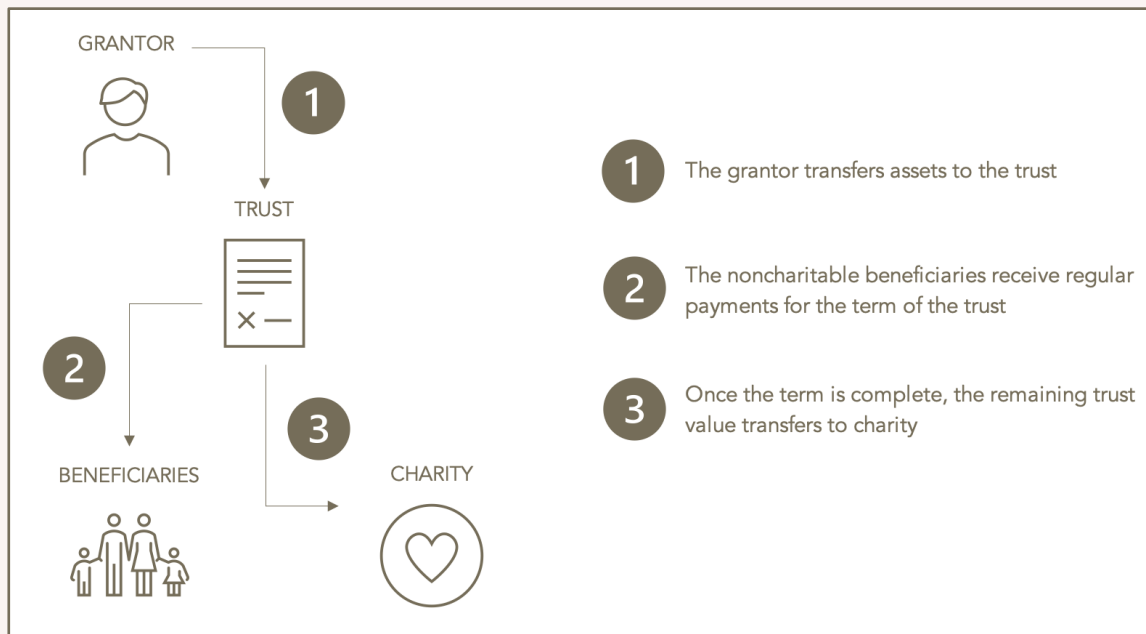 GRANTOR
1
TRUST
2
3
BENEFICIARIES
CHARITY
1
The grantor transfers assets to the trust
2
The noncharitable beneficiaries receive regular
payments for the term of the trust
3
Once the term is complete, the remaining trust
value transfers to charity